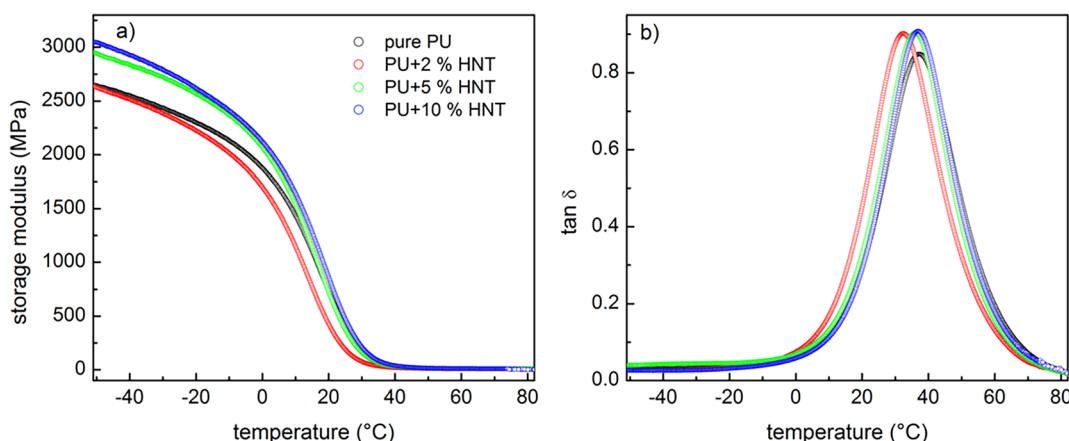 a)
pure PU
PU+2 % HNT
PU+5 % HNT
PU+10 % HNT
storage modulus (MPa)
3000
2500
2000
1500
1000
500
0
-40 -20 0 20 40 60 80
temperature (°C)
b)
tan δ
0.8
0.6
0.4
0.2
0.0
-40 -20 0 20 40 60 80
temperature (°C)